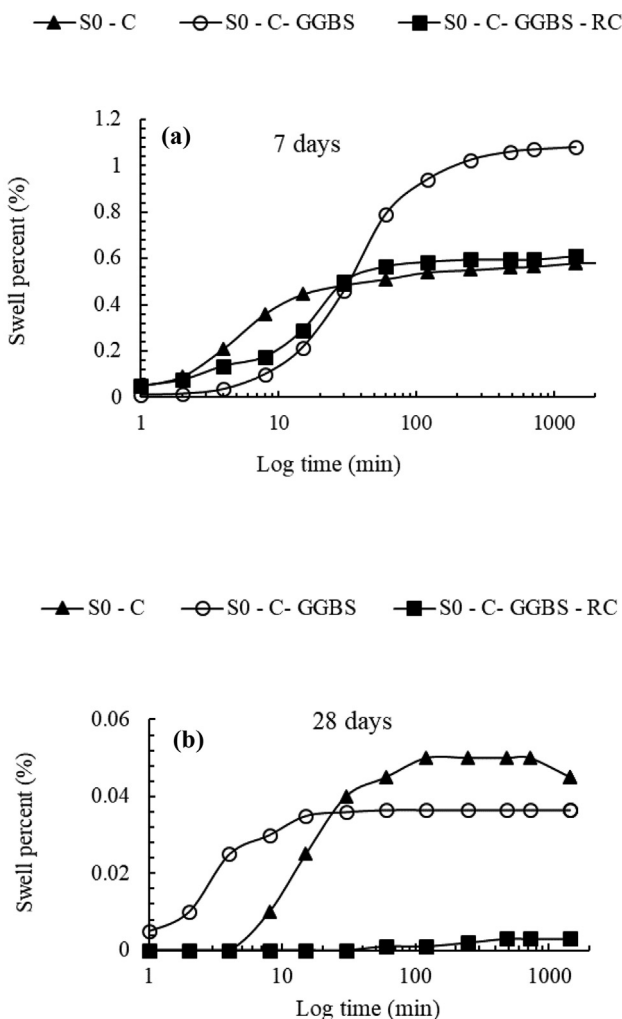 S0 - C S0 - C- GGBS S0 - C- GGBS - RC
(a) 7 days
Swell percent (%)
1.2
1
0.8
0.6
0.4
0.2
0
1 10 100 1000
Log time (min)
S0 - C S0 - C- GGBS S0 - C- GGBS - RC
(b) 28 days
Swell percent (%)
0.06
0.04
0.02
0
1 10 100 1000
Log time (min)